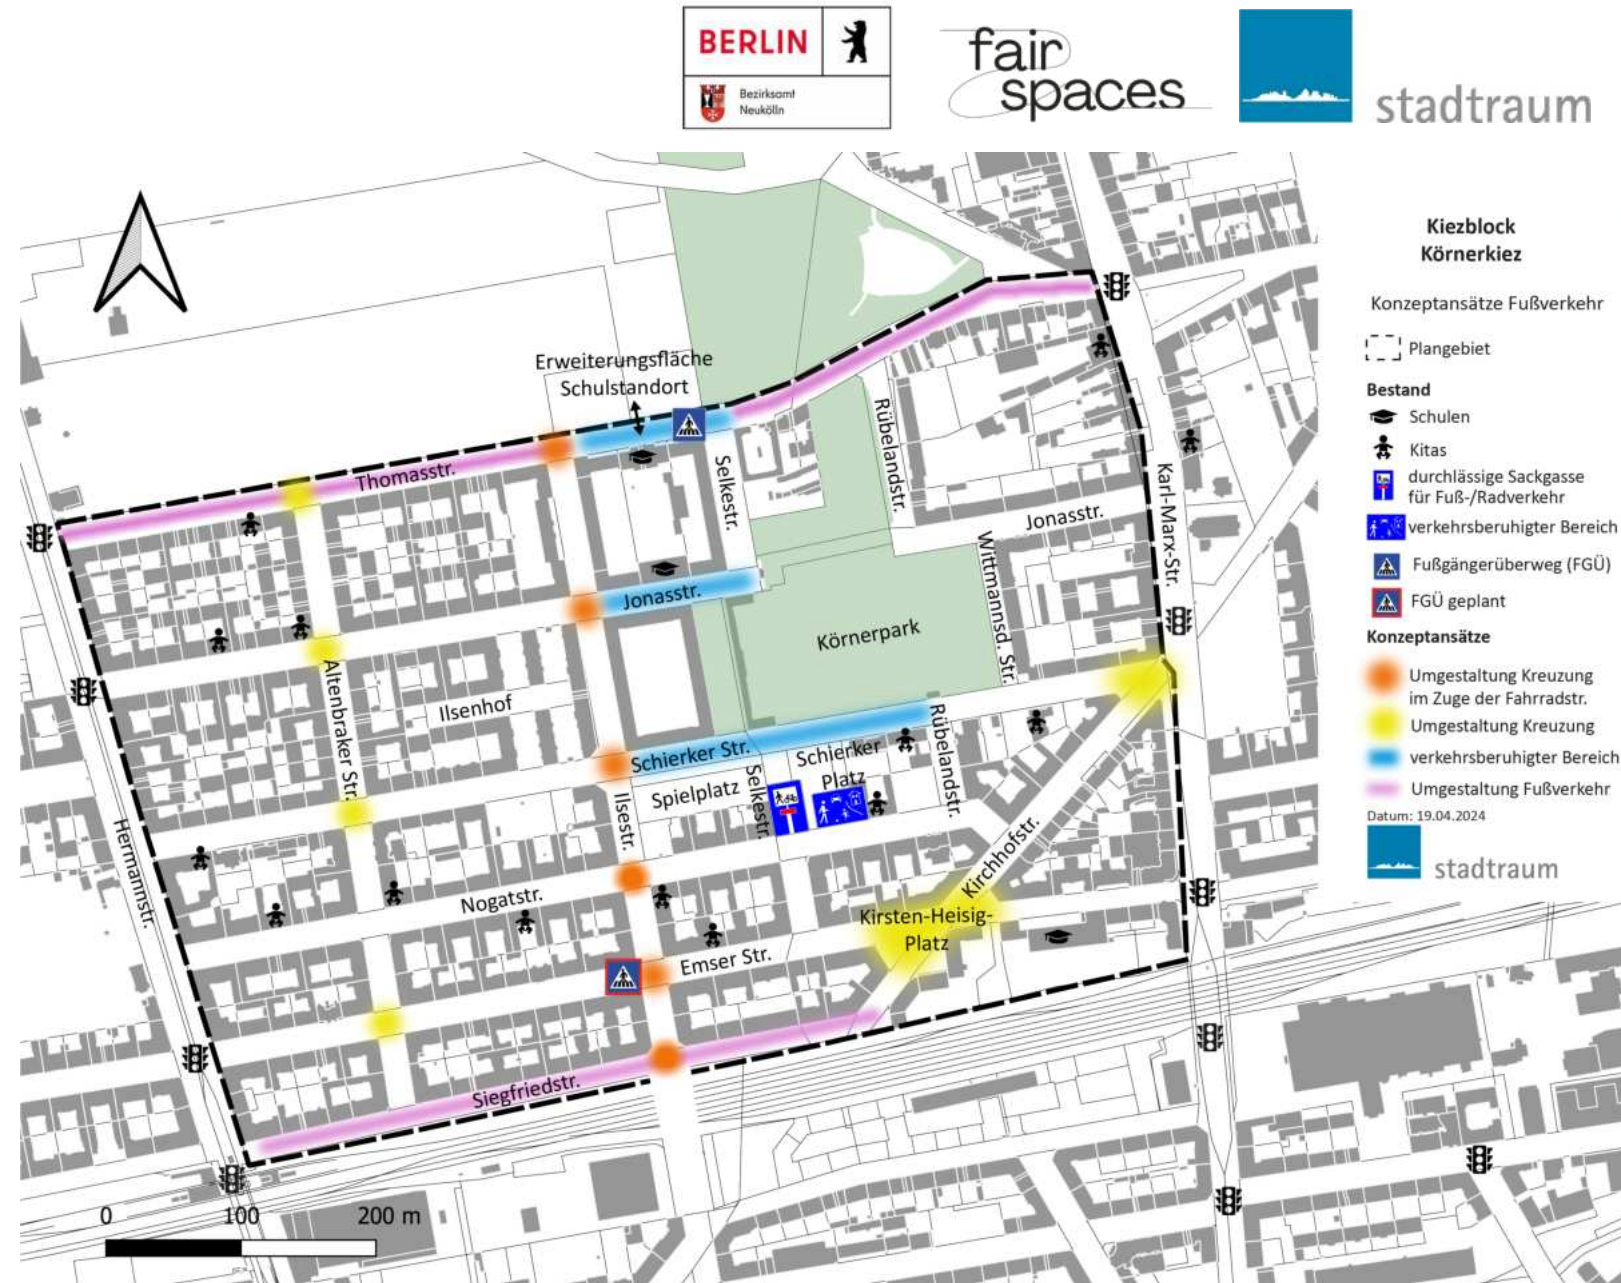 BERLIN
Bezirksamt
Neukölln
fair
spaces
stadtraum
Kiezblock
Körnerkiez
Konzeptansätze Fußverkehr
Plangebiet
Bestand
Schulen
Kitas
durchlässige Sackgasse
für Fuß-/Radverkehr
verkehrsberuhigter Bereich
Fußgängerüberweg (FGÜ)
FGÜ geplant
Konzeptansätze
Umgestaltung Kreuzung
im Zuge der Fahrradstr.
Umgestaltung Kreuzung
verkehrsberuhigter Bereich
Umgestaltung Fußverkehr
Datum: 19.04.2024
stadtraum
Erweiterungsfläche
Schulstandort
Thomasstr.
Selkestr.
Rübelandstr.
Karl-Marx-Str.
Jonasstr.
Wittmannsd. Str.
Jonasstr.
Körnerpark
Altenbraker Str.
Ilsenhof
Schierker Str.
Schierker
Platz
Rübelandstr.
Spielplatz
Selkestr.
Ilsestr.
Hermannstr.
Kirchhofstr.
Nogatstr.
Kirsten-Heisig-
Platz
Emser Str.
Siegfriedstr.
0 100 200 m